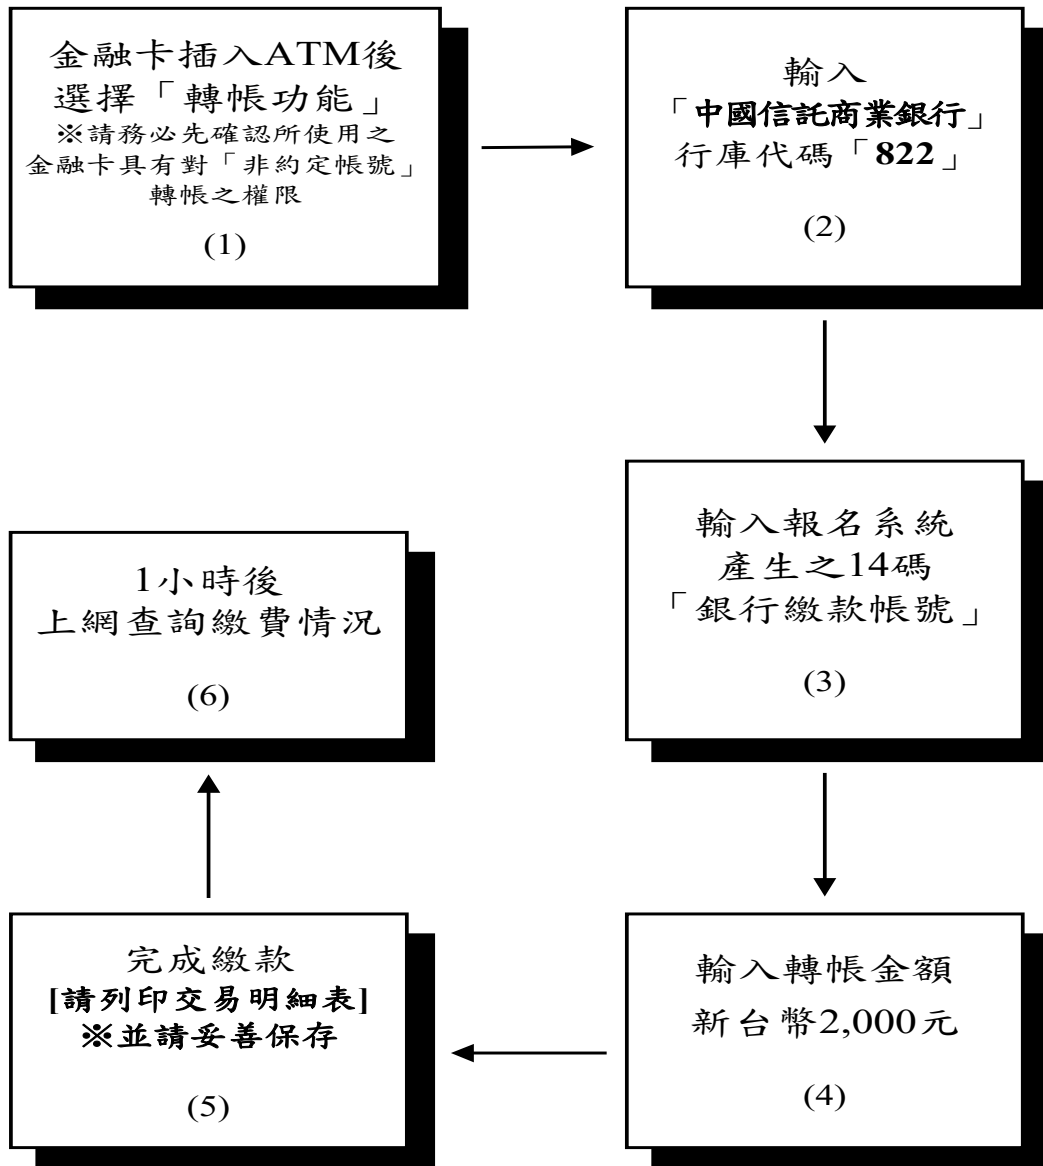 金融卡插入ATM後
選擇「轉帳功能」
※請務必先確認所使用之
金融卡具有對「非約定帳號」
轉帳之權限
(1)
輸入
「中國信託商業銀行」
行庫代碼「822」
(2)
輸入報名系統
產生之14碼
「銀行繳款帳號」
(3)
輸入轉帳金額
新台幣2,000元
(4)
完成繳款
[請列印交易明細表]
※並請妥善保存
(5)
1小時後
上網查詢繳費情況
(6)